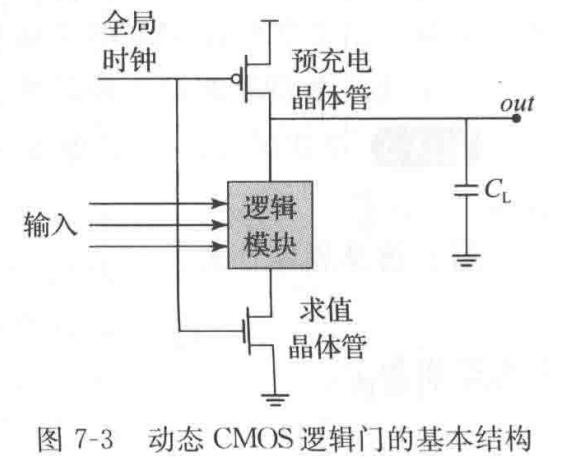 全局
时钟
预充电
晶体管
out
C_L
输入
逻辑
模块
求值
晶体管
图 7-3 动态 CMOS 逻辑门的基本结构